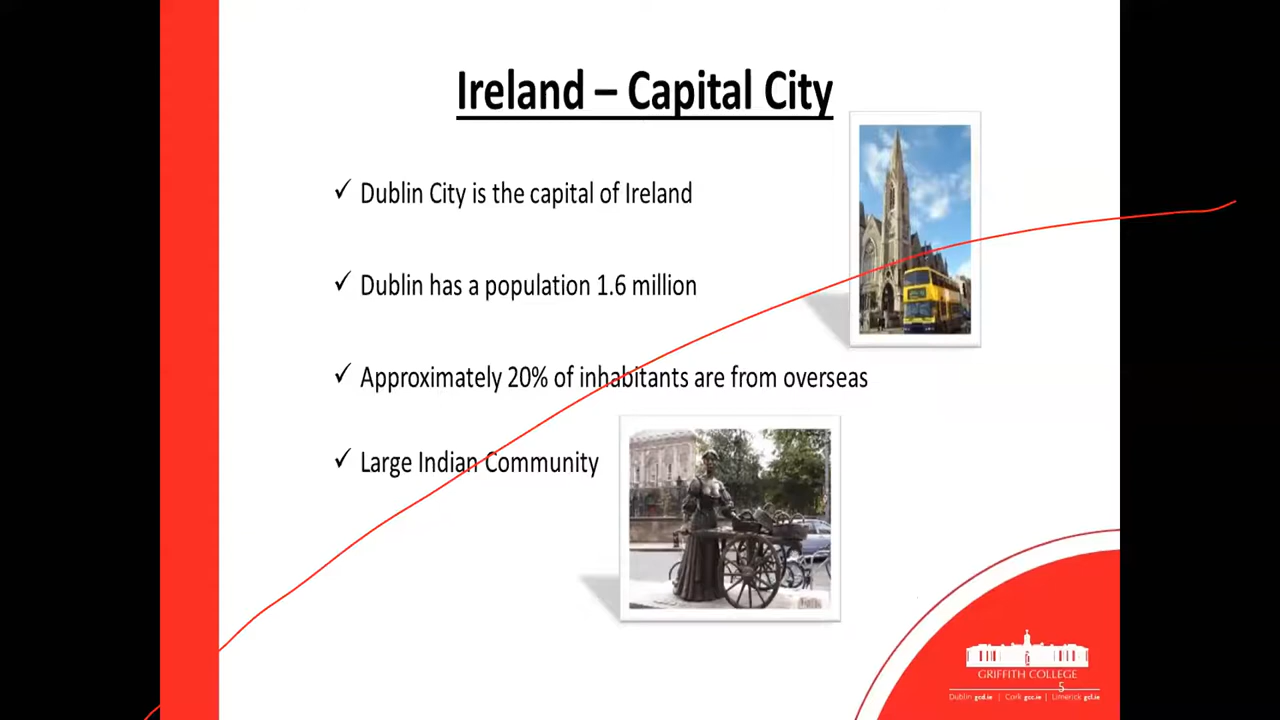 Ireland – Capital City
✓ Dublin City is the capital of Ireland
✓ Dublin has a population 1.6 million
✓ Approximately 20% of inhabitants are from overseas
✓ Large Indian Community
GRIFFITH COLLEGE
5
Dublin gcd.ie | Cork gcc.ie | Limerick gcl.ie